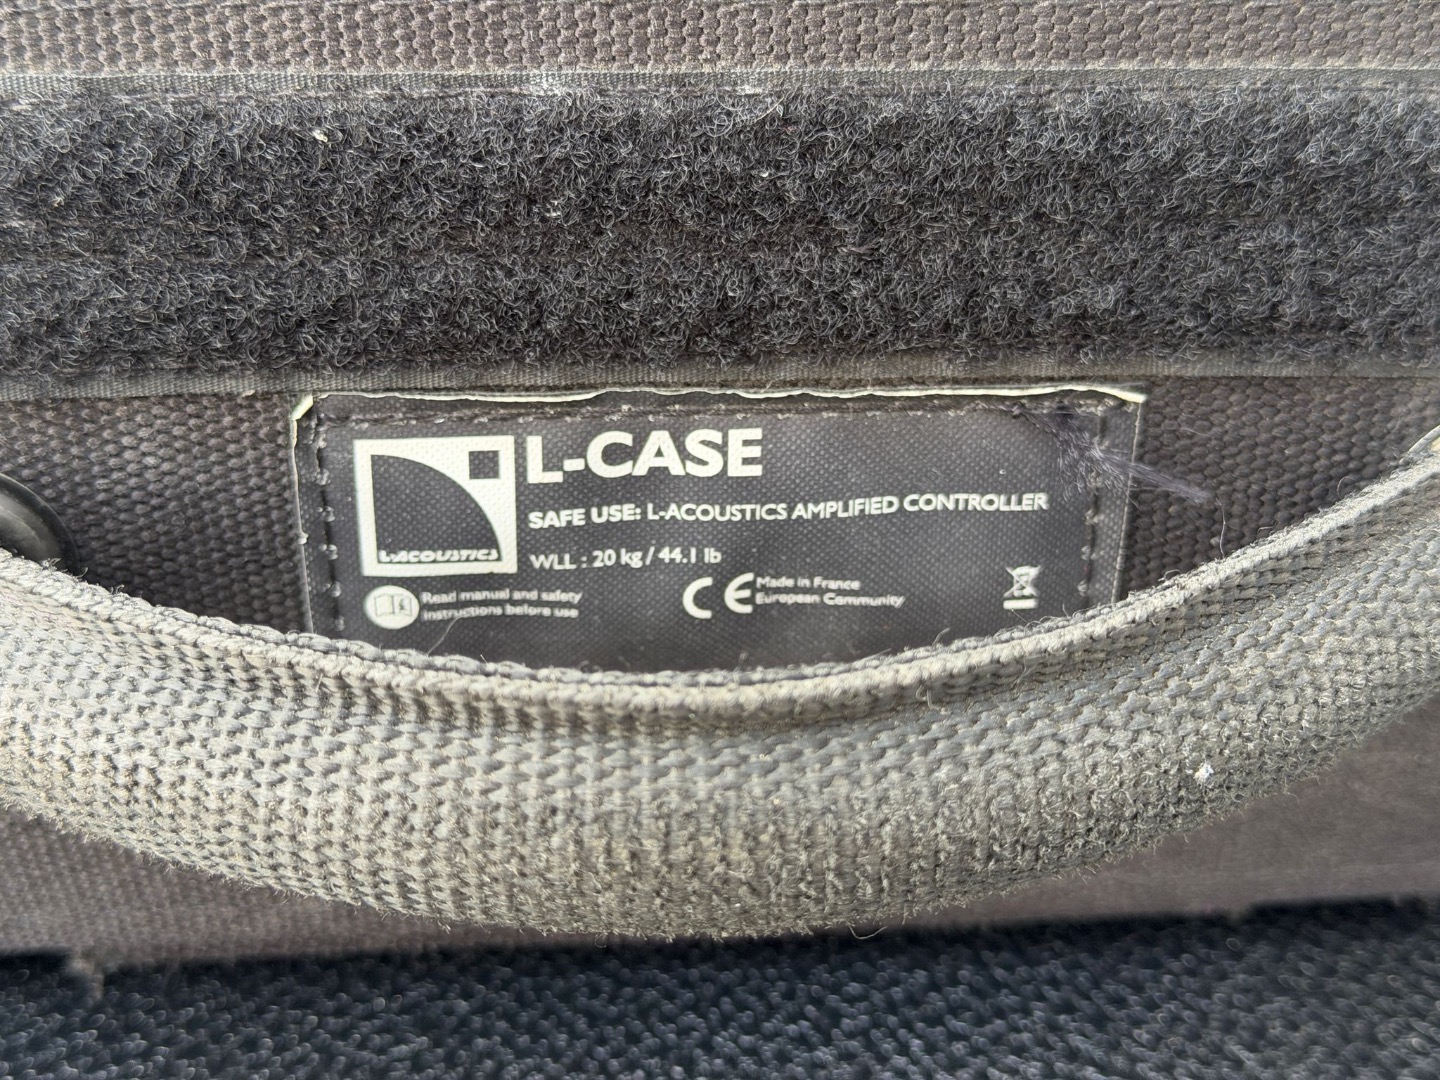 L-CASE
SAFE USE: L-ACOUSTICS AMPLIFIED CONTROLLER
L-ACOUSTICS
WLL : 20 kg / 44.1 lb
Read manual and safety
instructions before use
CE
Made in France
European Community